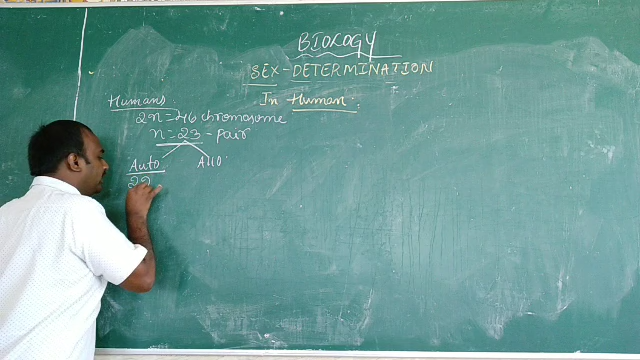 BIOLOGY
SEX-DETERMINATION
In Human.
Humans
2n=46 chromosome
n=23-pair
Auto Allo.
22